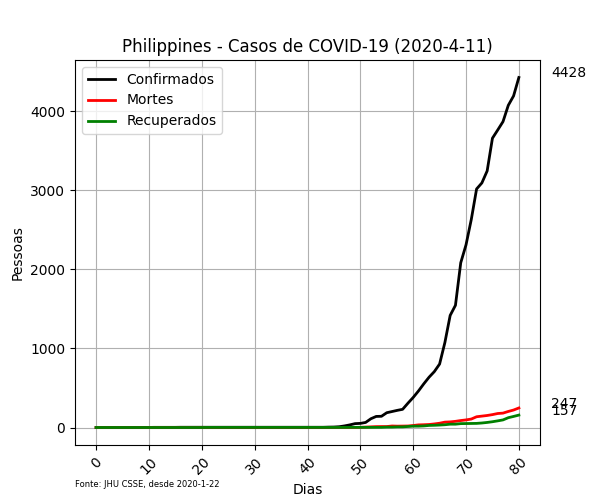 Philippines - Casos de COVID-19 (2020-4-11)
Confirmados
Mortes
Recuperados
4428
247
157
4000
3000
2000
1000
0
Pessoas
0
10
20
30
40
50
60
70
80
Dias
Fonte: JHU CSSE, desde 2020-1-22